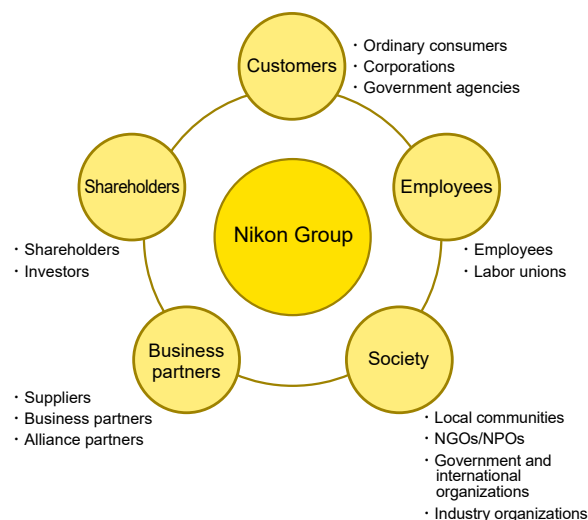 Customers
・Ordinary consumers
・Corporations
・Government agencies
Shareholders
・Shareholders
・Investors
Nikon Group
Employees
・Employees
・Labor unions
Business
partners
・Suppliers
・Business partners
・Alliance partners
Society
・Local communities
・NGOs/NPOs
・Government and
international
organizations
・Industry organizations